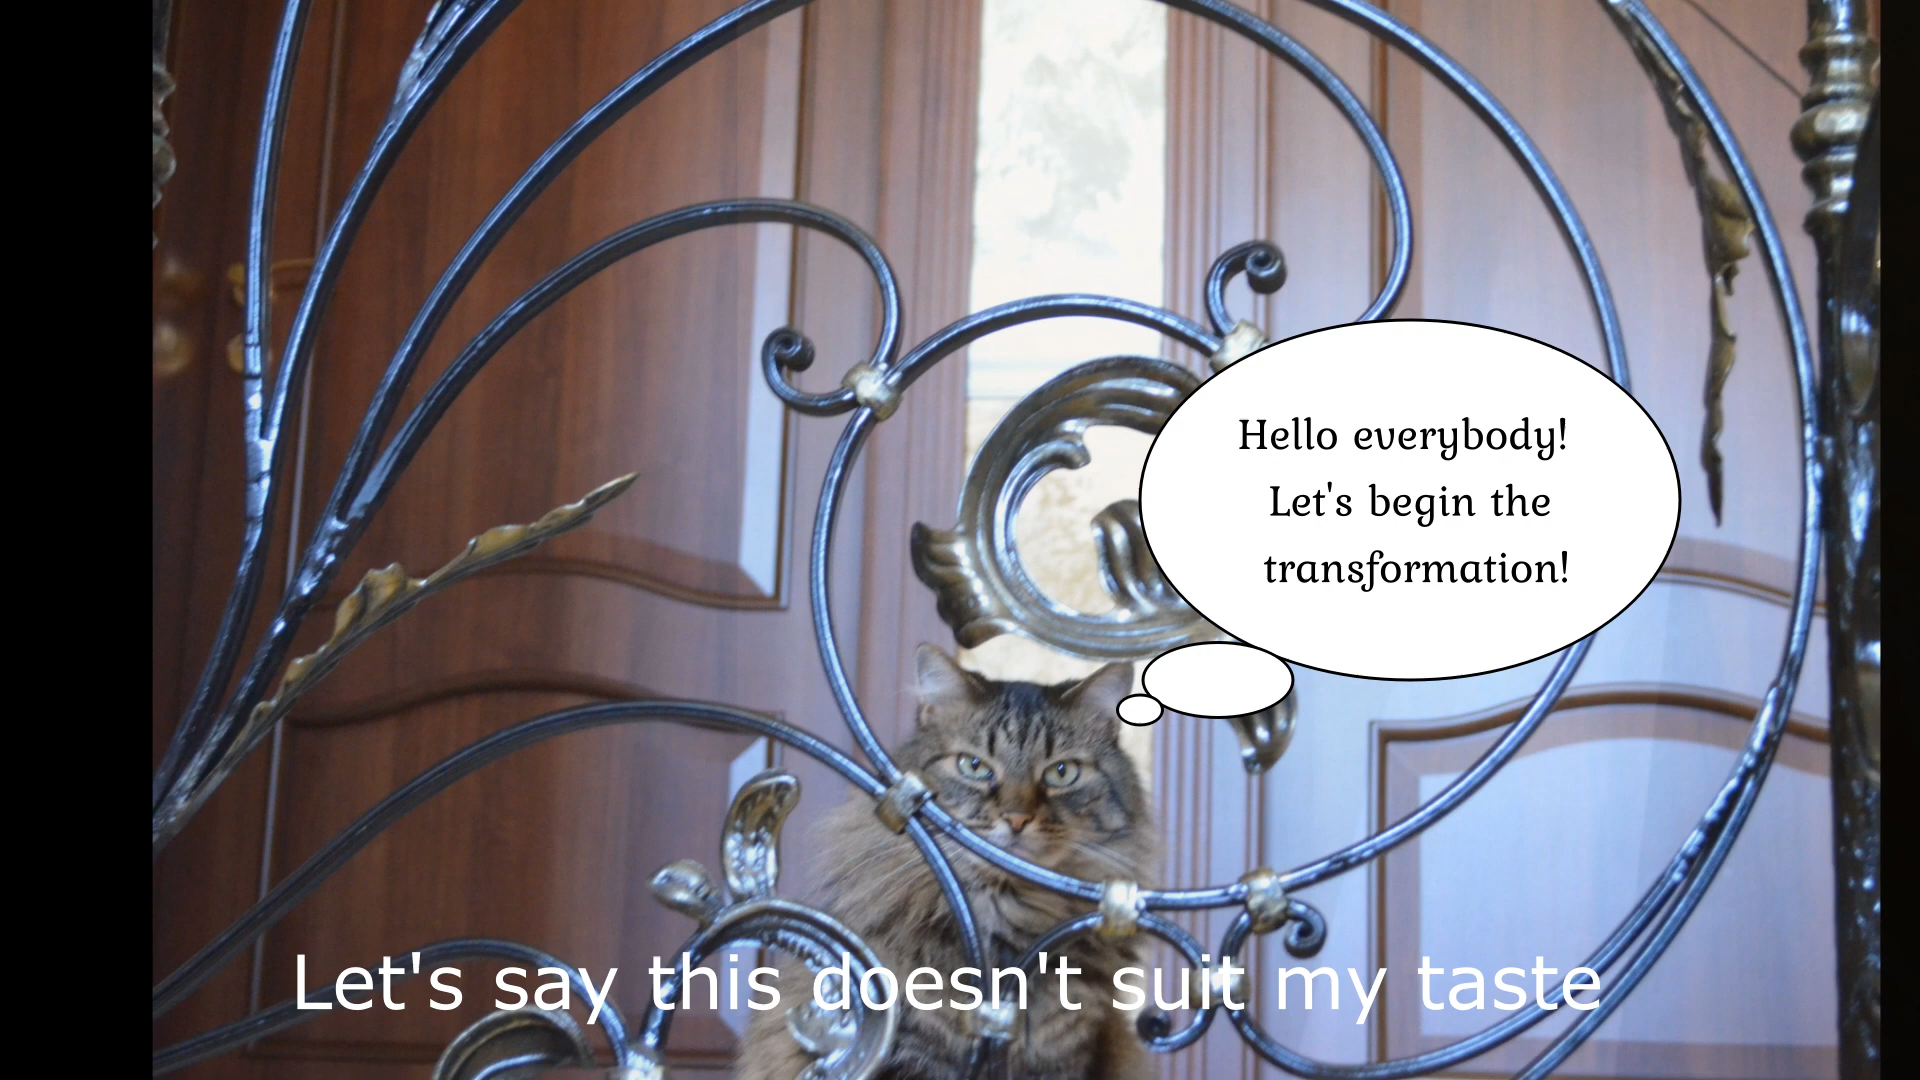 Hello everybody!
Let's begin the
transformation!
Let's say this doesn't suit my taste